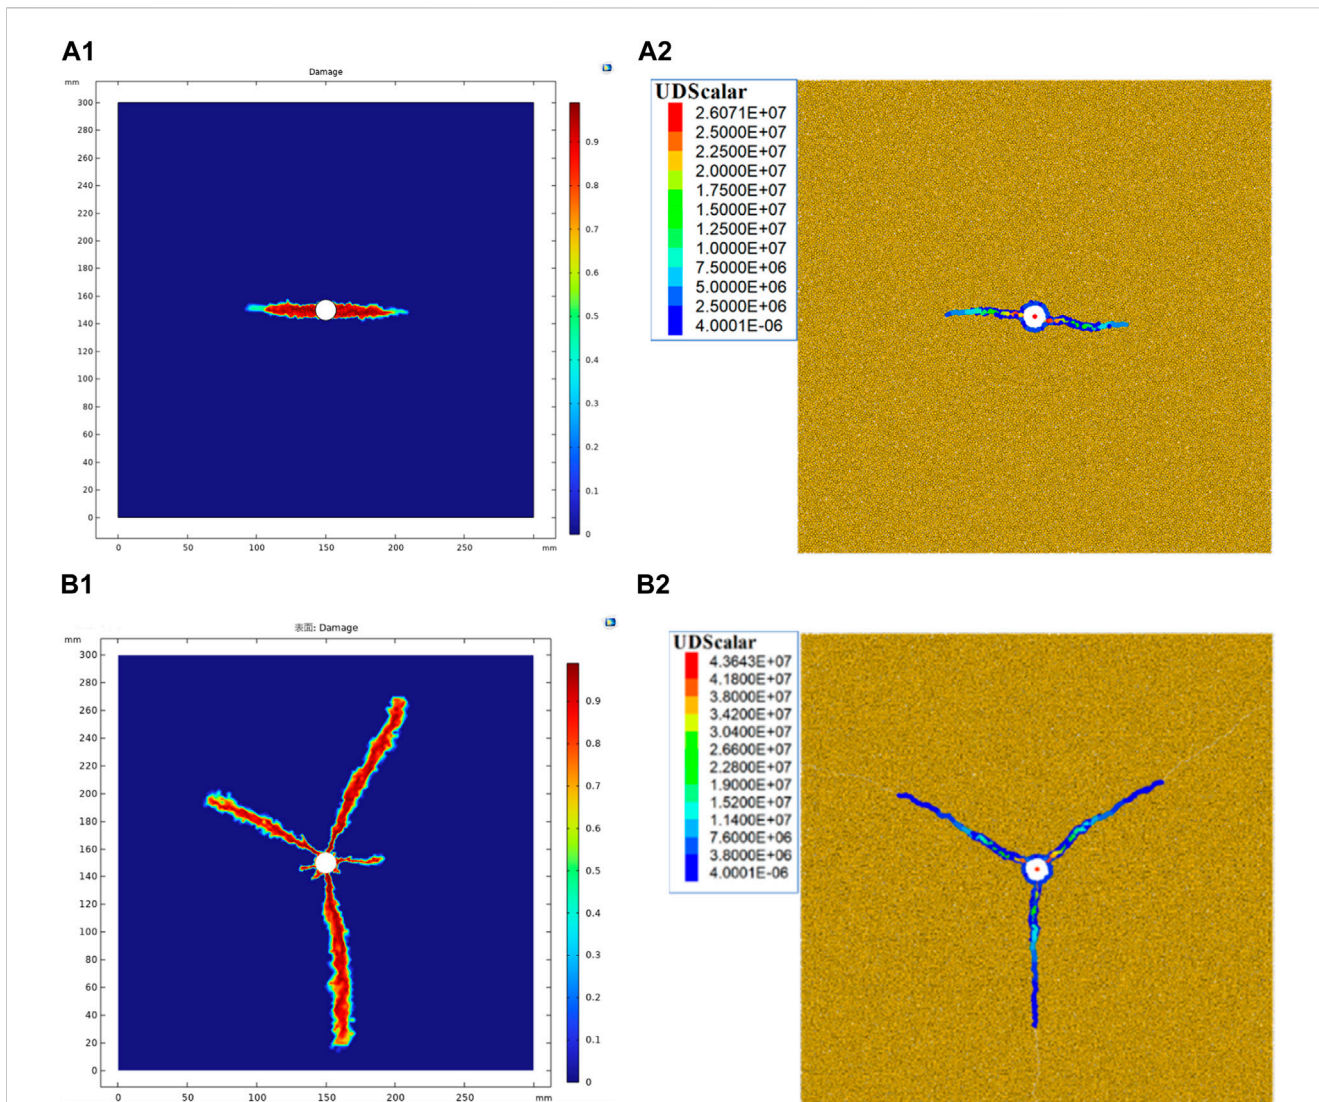 A1
Damage
mm
300
280
260
240
220
200
180
160
140
120
100
80
60
40
20
0
0 50 100 150 200 250 mm
0.9
0.8
0.7
0.6
0.5
0.4
0.3
0.2
0.1
0
A2
UDScalar
2.6071E+07
2.5000E+07
2.2500E+07
2.0000E+07
1.7500E+07
1.5000E+07
1.2500E+07
1.0000E+07
7.5000E+06
5.0000E+06
2.5000E+06
4.0001E-06
B1
表面: Damage
mm
300
280
260
240
220
200
180
160
140
120
100
80
60
40
20
0
0 50 100 150 200 250 mm
0.9
0.8
0.7
0.6
0.5
0.4
0.3
0.2
0.1
0
B2
UDScalar
4.3643E+07
4.1800E+07
3.8000E+07
3.4200E+07
3.0400E+07
2.6600E+07
2.2800E+07
1.9000E+07
1.5200E+07
1.1400E+07
7.6000E+06
3.8000E+06
4.0001E-06